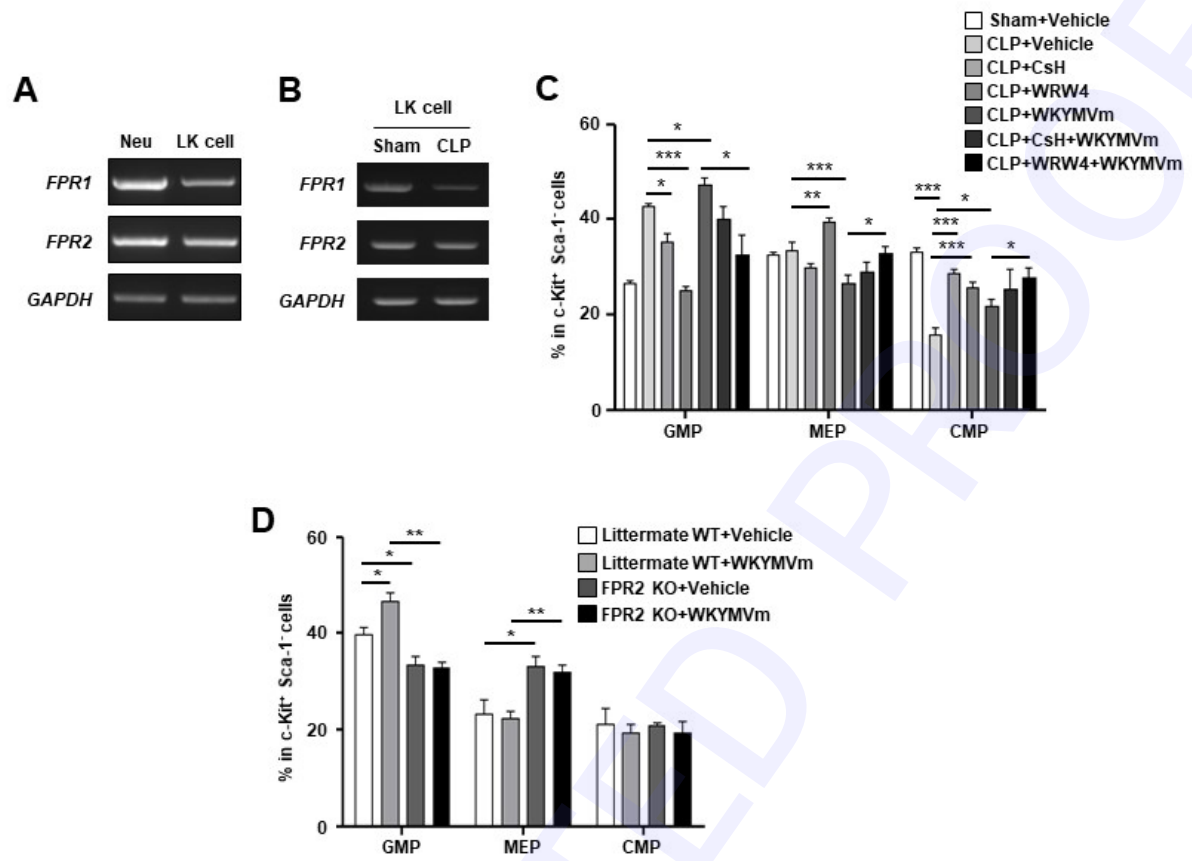 A
Neu LK cell
FPR1
FPR2
GAPDH
B
LK cell
Sham CLP
FPR1
FPR2
GAPDH
C
Sham+Vehicle
CLP+Vehicle
CLP+CsH
CLP+WRW4
CLP+WKYMVm
CLP+CsH+WKYMVm
CLP+WRW4+WKYMVm
% in c-Kit⁺ Sca-1⁻ cells
60
40
20
0
* *** * *
*** ** *
*** * *** *** *
GMP MEP CMP
D
Littermate WT+Vehicle
Littermate WT+WKYMVm
FPR2 KO+Vehicle
FPR2 KO+WKYMVm
% in c-Kit⁺ Sca-1⁻ cells
60
40
20
0
** * *
** *
GMP MEP CMP
TED PROOF